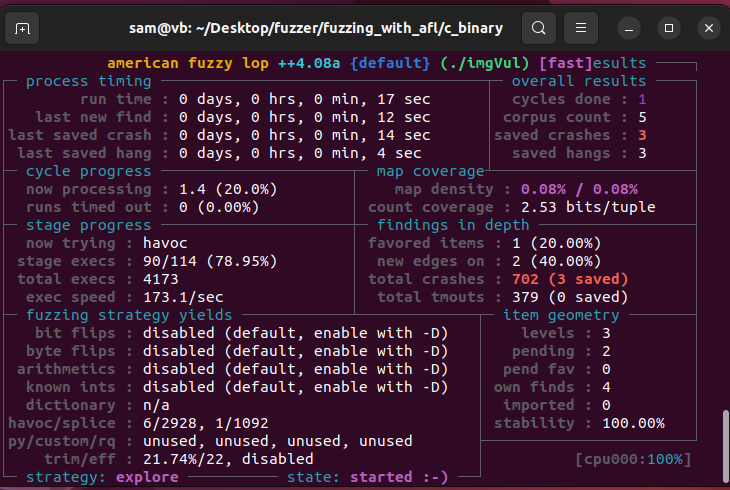 sam@vb: ~/Desktop/fuzzer/fuzzing_with_afl/c_binary
american fuzzy lop ++4.08a {default} (./imgVul) [fast]esults
process timing overall results
run time : 0 days, 0 hrs, 0 min, 17 sec cycles done : 1
last new find : 0 days, 0 hrs, 0 min, 12 sec corpus count : 5
last saved crash : 0 days, 0 hrs, 0 min, 14 sec saved crashes : 3
last saved hang : 0 days, 0 hrs, 0 min, 4 sec saved hangs : 3
cycle progress map coverage
now processing : 1.4 (20.0%) map density : 0.08% / 0.08%
runs timed out : 0 (0.00%) count coverage : 2.53 bits/tuple
stage progress findings in depth
now trying : havoc favored items : 1 (20.00%)
stage execs : 90/114 (78.95%) new edges on : 2 (40.00%)
total execs : 4173 total crashes : 702 (3 saved)
exec speed : 173.1/sec total tmouts : 379 (0 saved)
fuzzing strategy yields item geometry
bit flips : disabled (default, enable with -D) levels : 3
byte flips : disabled (default, enable with -D) pending : 2
arithmetics : disabled (default, enable with -D) pend fav : 0
known ints : disabled (default, enable with -D) own finds : 4
dictionary : n/a imported : 0
havoc/splice : 6/2928, 1/1092 stability : 100.00%
py/custom/rq : unused, unused, unused, unused
trim/eff : 21.74%/22, disabled [cpu000:100%]
strategy: explore state: started :-)